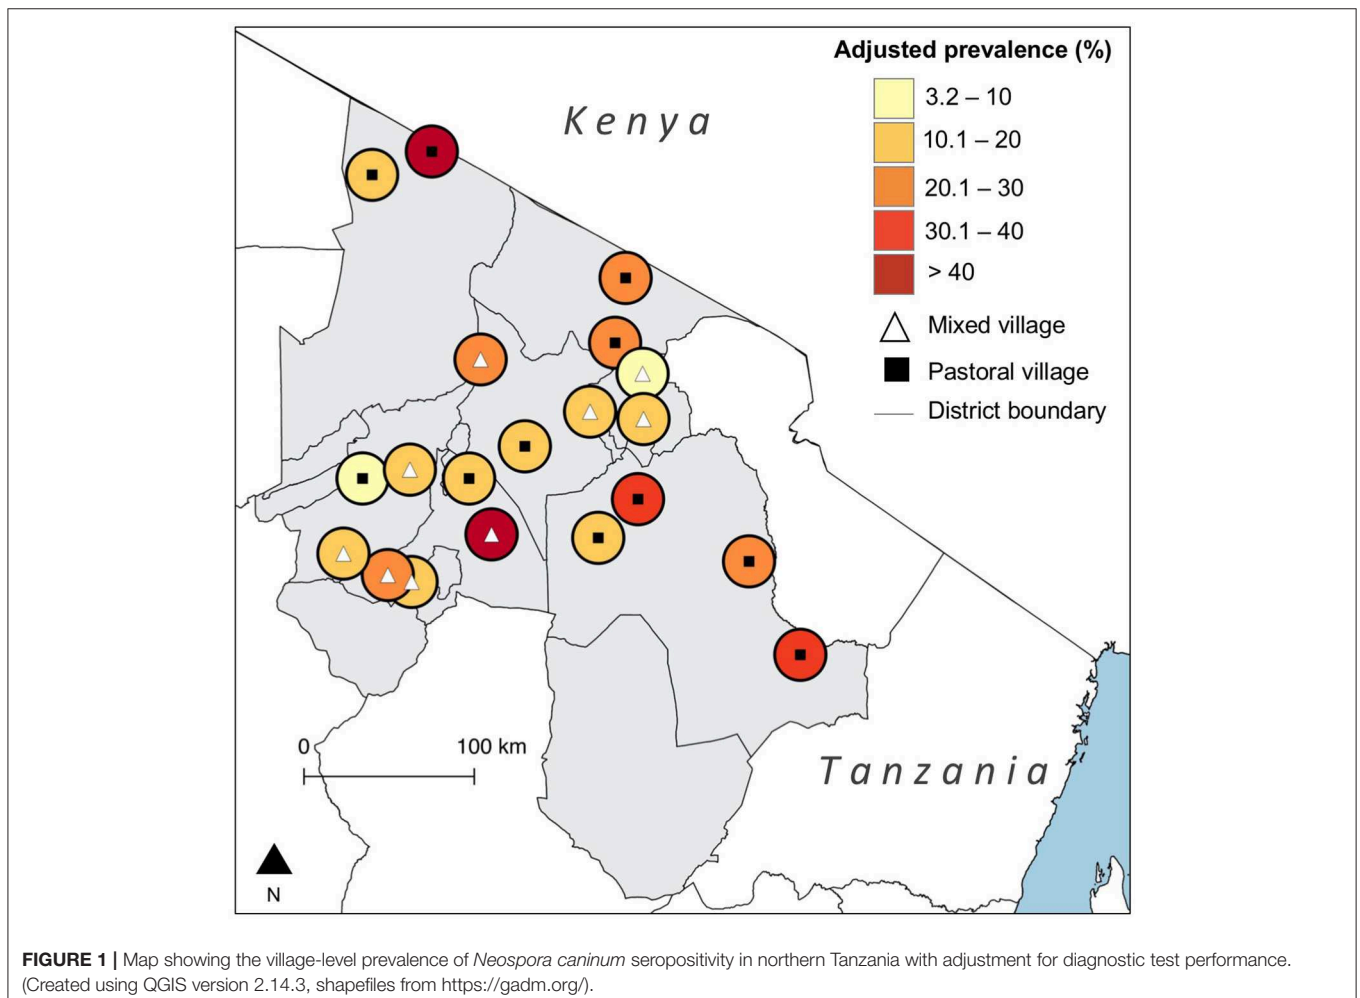 Adjusted prevalence (%)
3.2 – 10
10.1 – 20
20.1 – 30
30.1 – 40
> 40
Mixed village
Pastoral village
District boundary
Kenya
0
100 km
Tanzania
N
FIGURE 1 | Map showing the village-level prevalence of Neospora caninum seropositivity in northern Tanzania with adjustment for diagnostic test performance.
(Created using QGIS version 2.14.3, shapefiles from https://gadm.org/).